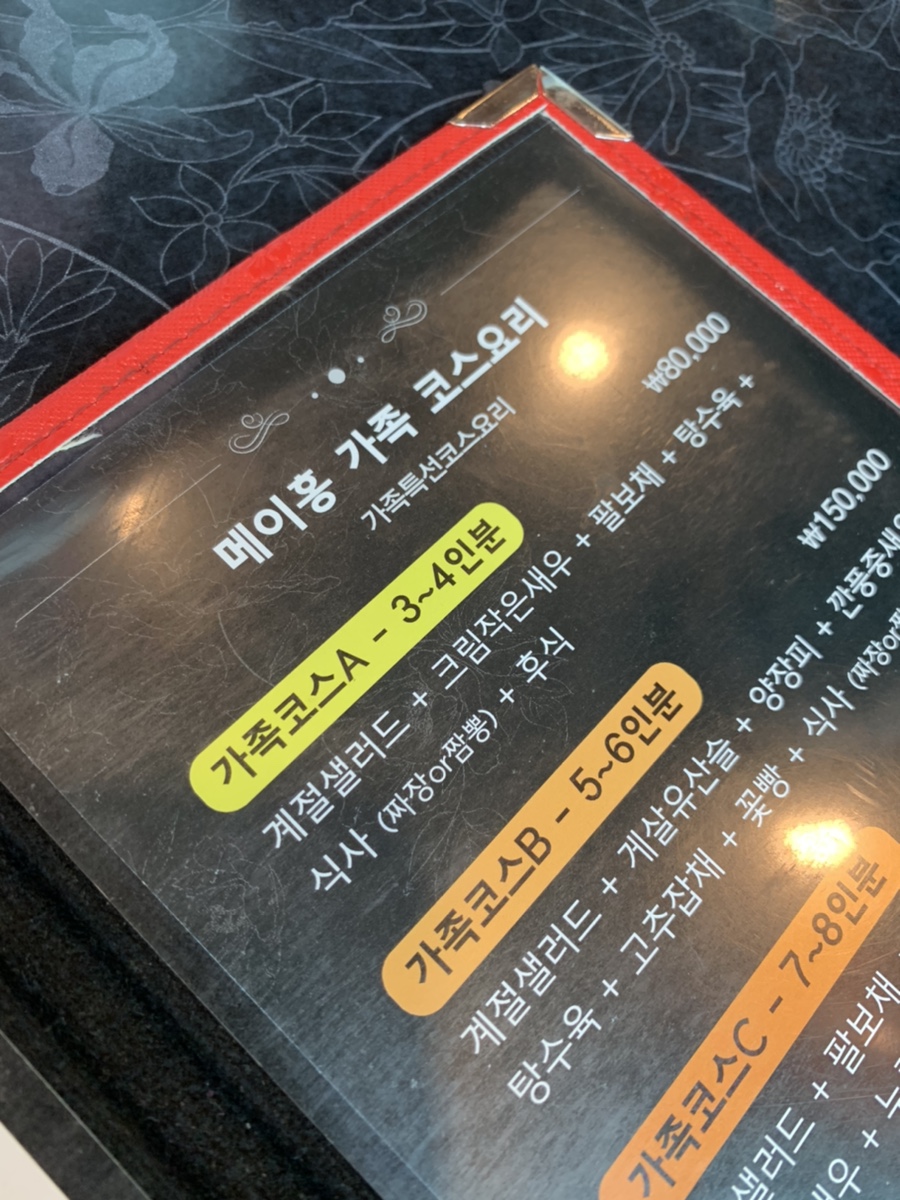 메이홍 가족 코스요리
가족특선코스요리
가족코스A - 3~4인분 ₩80,000
계절샐러드 + 크림작은새우 + 팔보채 + 탕수육 +
식사 (짜장or짬뽕) + 후식
가족코스B - 5~6인분 ₩150,000
계절샐러드 + 게살유산슬 + 양장피 + 깐풍중새우
탕수육 + 고추잡채 + 꽃빵 + 식사 (짜장or
가족코스C - 7~8인분
샐러드 + 팔보채